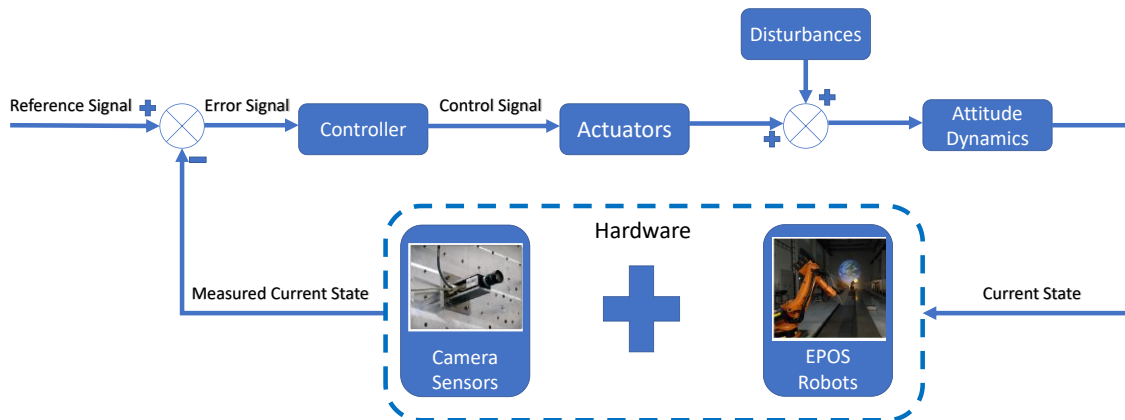 Disturbances
Reference Signal
Error Signal
Controller
Control Signal
Actuators
Attitude
Dynamics
Hardware
Measured Current State
Camera
Sensors
EPOS
Robots
Current State